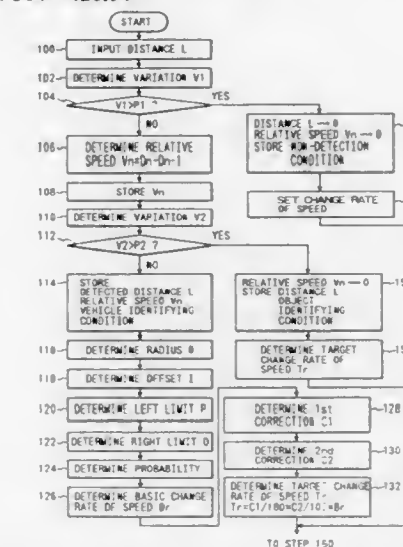 START
100 INPUT DISTANCE L
102 DETERMINE VARIATION V1
104 V1>P1 ?
YES
NO
DISTANCE L → 0
RELATIVE SPEED Vn → 0
STORE NON-DETECTION
CONDITION
SET CHANGE RATE
OF SPEED
106 DETERMINE RELATIVE
SPEED Vn=Dn-Dn-1
108 STORE Vn
110 DETERMINE VARIATION V2
112 V2>P2 ?
YES
NO
114 STORE
DETECTED DISTANCE L
RELATIVE SPEED Vn
VEHICLE IDENTIFYING
CONDITION
RELATIVE SPEED Vn → 0
STORE DISTANCE L
OBJECT
IDENTIFYING
CONDITION
DETERMINE TARGET
CHANGE RATE OF
SPEED Tr
DETERMINE RADIUS
118 DETERMINE OFFSET I
120 DETERMINE LEFT LIMIT P
122 DETERMINE RIGHT LIMIT
124 DETERMINE PROBABILITY
126 DETERMINE BASIC CHANGE
RATE OF SPEED Br
DETERMINE 1st
CORRECTION C1
128
DETERMINE 2nd
CORRECTION C2
130
DETERMINE TARGET CHANGE
RATE OF SPEED Tr
132
TO STEP 150